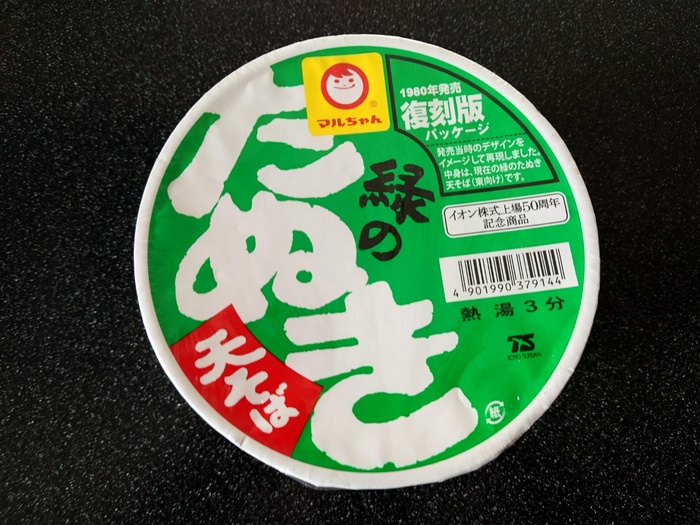 マルちゃん
®
1980年発売
復刻版
パッケージ
発売当時のデザインを
イメージして再現しました。
中身は、現在の緑のたぬき
天そば(東向け)です。
緑の
たぬき
天そば
イオン株式上場50周年
記念商品
4 901990 379144
熱湯3分
TS
TOYO SUISAN
紙